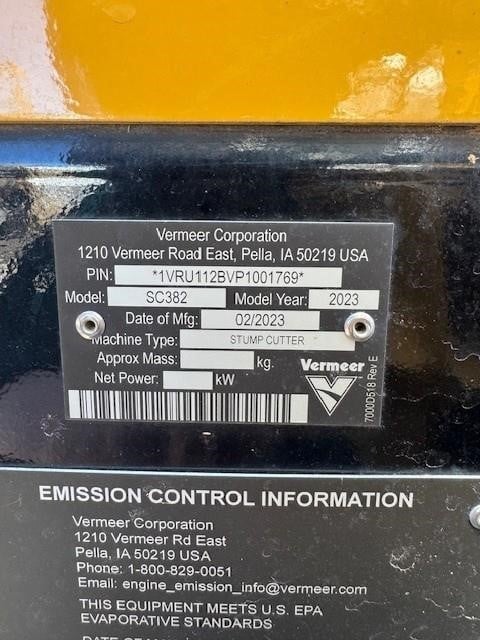 Vermeer Corporation
1210 Vermeer Road East, Pella, IA 50219 USA
PIN: *1VRU112BVP1001769*
Model: SC382 Model Year: 2023
Date of Mfg: 02/2023
Machine Type: STUMP CUTTER
Approx Mass: kg.
Net Power: kW
Vermeer
7000D518 Rev E
EMISSION CONTROL INFORMATION
Vermeer Corporation
1210 Vermeer Rd East
Pella, IA 50219 USA
Phone: 1-800-829-0051
Email: engine_emission_info@vermeer.com
THIS EQUIPMENT MEETS U.S. EPA
EVAPORATIVE STANDARDS